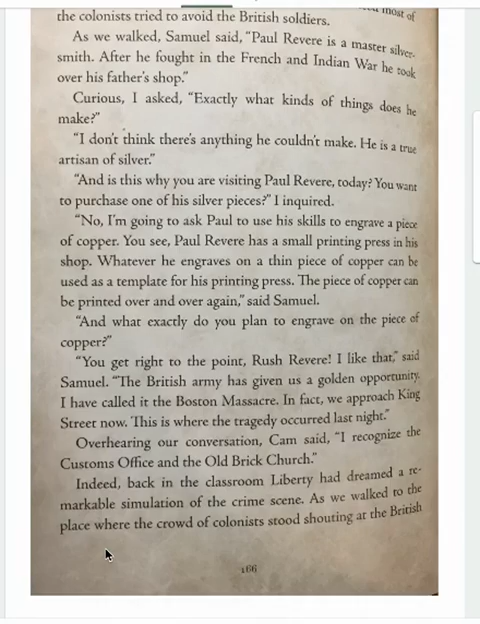 most of
the colonists tried to avoid the British soldiers.
As we walked, Samuel said, “Paul Revere is a master silver-
smith. After he fought in the French and Indian War he took
over his father’s shop.”
Curious, I asked, “Exactly what kinds of things does he
make?”
“I don’t think there’s anything he couldn’t make. He is a true
artisan of silver.”
“And is this why you are visiting Paul Revere, today? You want
to purchase one of his silver pieces?” I inquired.
“No, I’m going to ask Paul to use his skills to engrave a piece
of copper. You see, Paul Revere has a small printing press in his
shop. Whatever he engraves on a thin piece of copper can be
used as a template for his printing press. The piece of copper can
be printed over and over again,” said Samuel.
“And what exactly do you plan to engrave on the piece of
copper?”
“You get right to the point, Rush Revere! I like that,” said
Samuel. “The British army has given us a golden opportunity.
I have called it the Boston Massacre. In fact, we approach King
Street now. This is where the tragedy occurred last night.”
Overhearing our conversation, Cam said, “I recognize the
Customs Office and the Old Brick Church.”
Indeed, back in the classroom Liberty had dreamed a re-
markable simulation of the crime scene. As we walked to the
place where the crowd of colonists stood shouting at the British
166